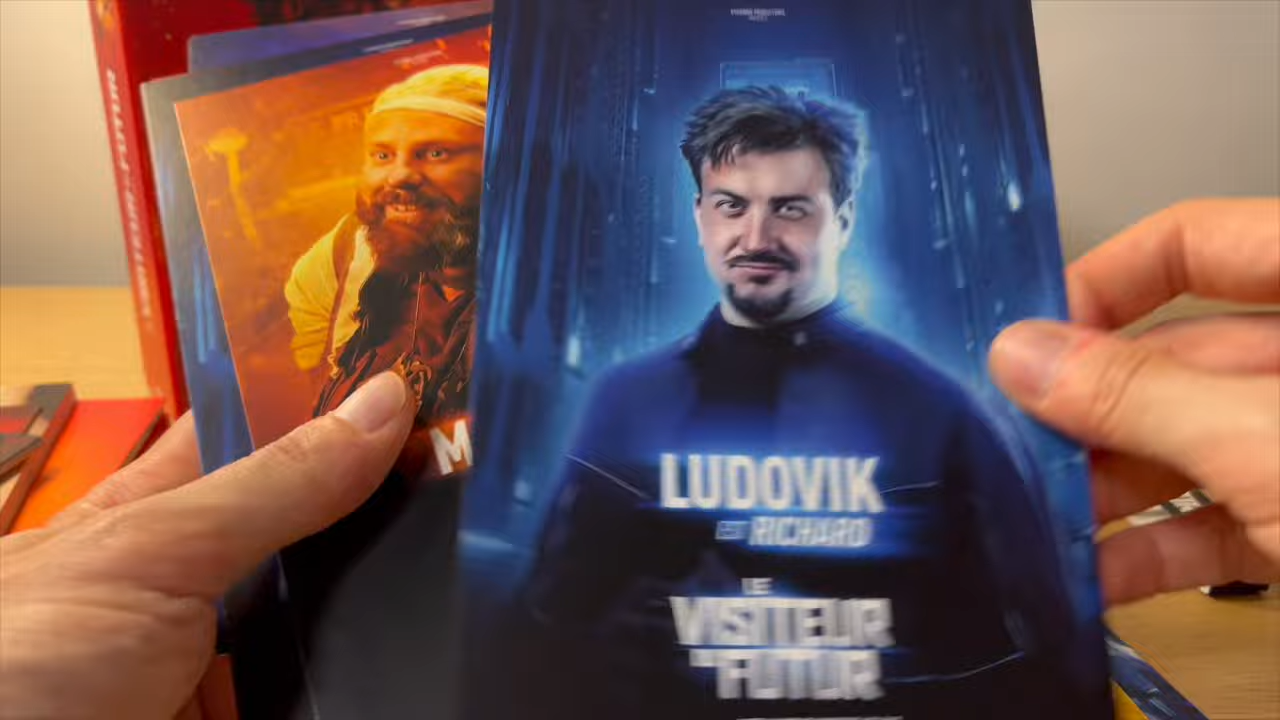 LUDOVIK
EST RICHARD
LE
VISITEUR
DU FUTUR
M